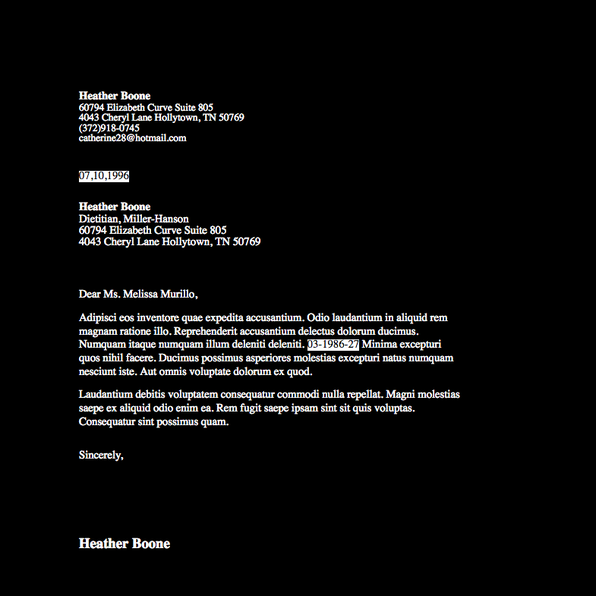 Heather Boone
60794 Elizabeth Curve Suite 805
4043 Cheryl Lane Hollytown, TN 50769
(372)918-0745
catherine28@hotmail.com
07,10,1996
Heather Boone
Dietitian, Miller-Hanson
60794 Elizabeth Curve Suite 805
4043 Cheryl Lane Hollytown, TN 50769
Dear Ms. Melissa Murillo,
Adipisci eos inventore quae expedita accusantium. Odio laudantium in aliquid rem
magnam ratione illo. Reprehenderit accusantium delectus dolorum ducimus.
Numquam itaque numquam illum deleniti deleniti. 03-1986-27 Minima excepturi
quos nihil facere. Ducimus possimus asperiores molestias excepturi natus numquam
nesciunt iste. Aut omnis voluptate dolorum ex quod.
Laudantium debitis voluptatem consequatur commodi nulla repellat. Magni molestias
saepe ex aliquid odio enim ea. Rem fugit saepe ipsam sint sit quis voluptas.
Consequatur sint possimus quam.
Sincerely,
Heather Boone